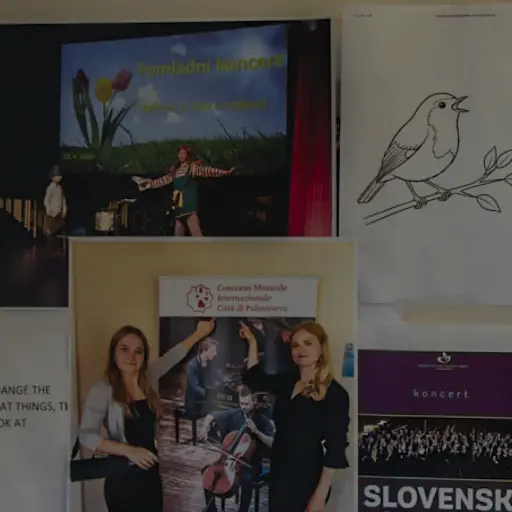 Pomladni koncert
Concorso Musicale
Internazionale
Città di Palmanova
ANGE THE
AT THINGS, T
OK AT
koncert
SLOVENSK